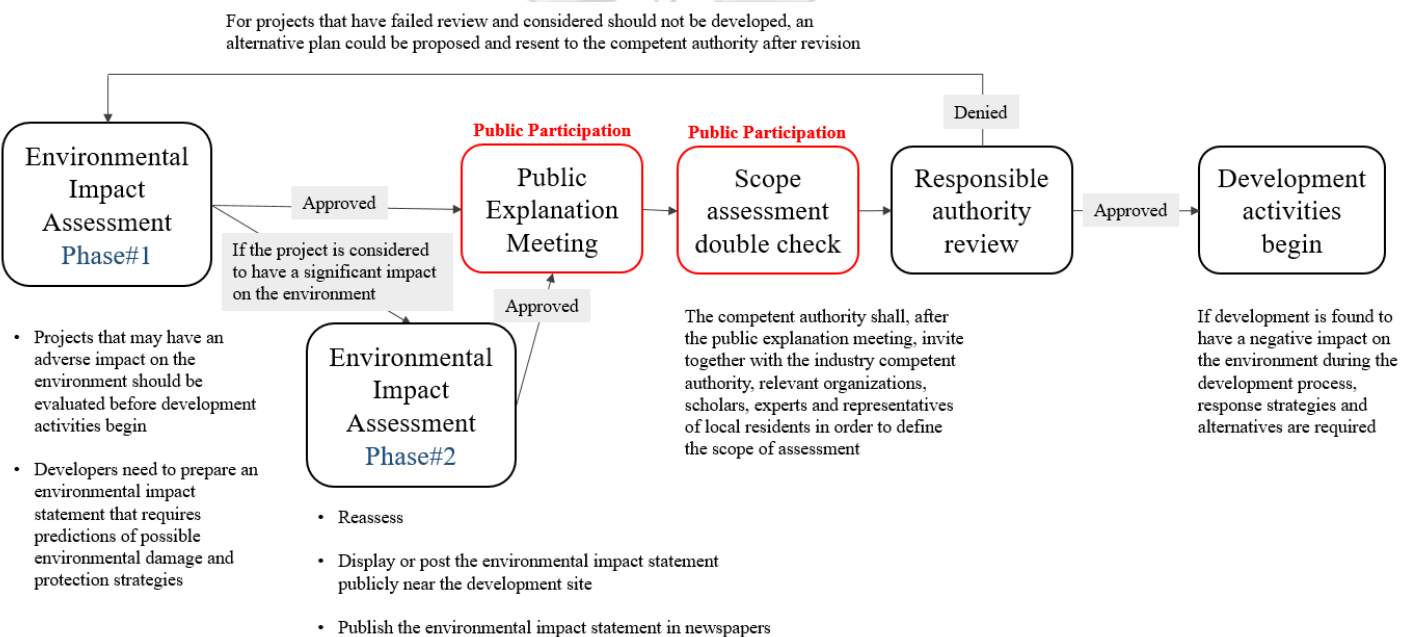 For projects that have failed review and considered should not be developed, an
alternative plan could be proposed and resent to the competent authority after revision
Denied
Environmental
Impact
Assessment
Phase#1
Approved
If the project is considered
to have a significant impact
on the environment
Public Participation
Public
Explanation
Meeting
Public Participation
Scope
assessment
double check
Responsible
authority
review
Approved
Development
activities
begin
Approved
• Projects that may have an
adverse impact on the
environment should be
evaluated before development
activities begin
• Developers need to prepare an
environmental impact
statement that requires
predictions of possible
environmental damage and
protection strategies
Environmental
Impact
Assessment
Phase#2
• Reassess
• Display or post the environmental impact statement
publicly near the development site
• Publish the environmental impact statement in newspapers
The competent authority shall, after
the public explanation meeting, invite
together with the industry competent
authority, relevant organizations,
scholars, experts and representatives
of local residents in order to define
the scope of assessment
If development is found to
have a negative impact on
the environment during the
development process,
response strategies and
alternatives are required